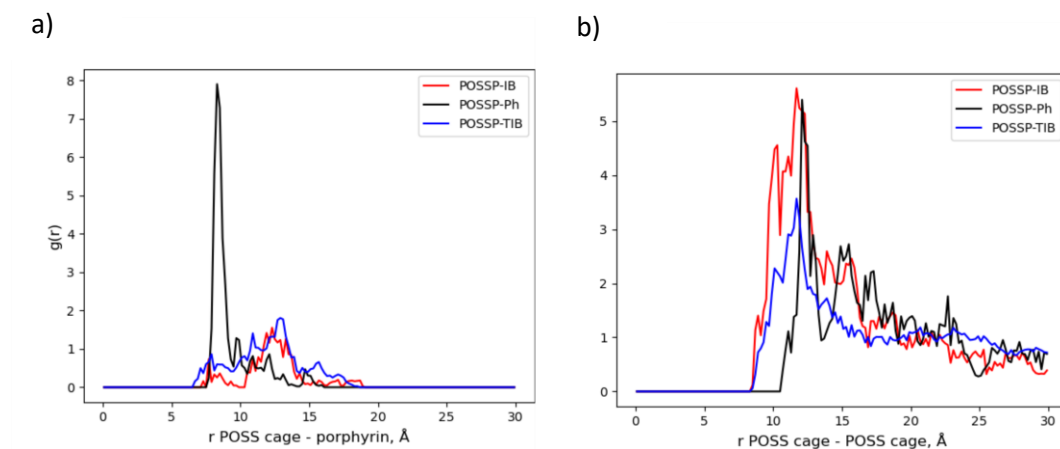 a)
8
7
6
5
4
3
2
1
0
g(r)
POSSP-IB
POSSP-Ph
POSSP-TIB
0 5 10 15 20 25 30
r POSS cage - porphyrin, Å
b)
5
4
3
2
1
0
POSSP-IB
POSSP-Ph
POSSP-TIB
0 5 10 15 20 25 30
r POSS cage - POSS cage, Å